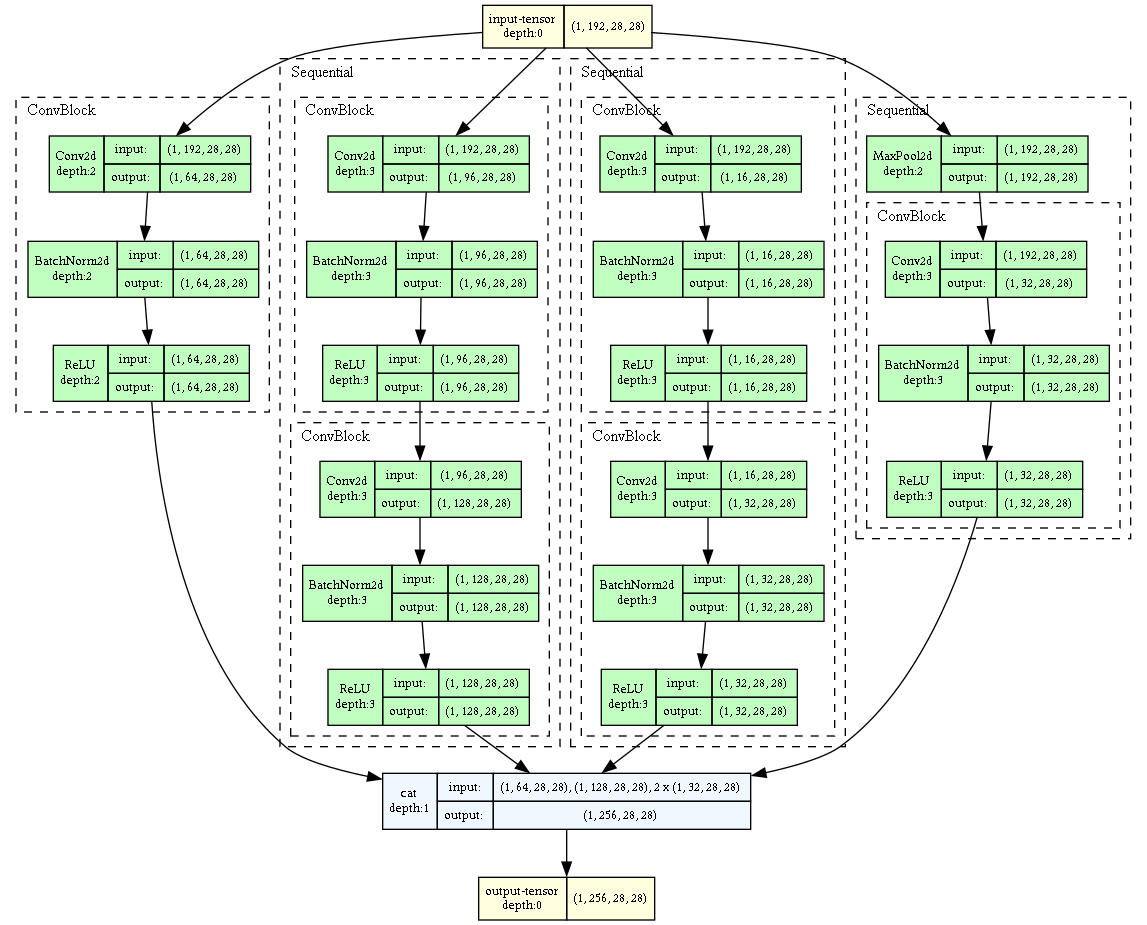 input-tensor
depth:0
(1, 192, 28, 28)
ConvBlock
Conv2d
depth:2
input:
(1, 192, 28, 28)
output:
(1, 64, 28, 28)
BatchNorm2d
depth:2
input:
(1, 64, 28, 28)
output:
(1, 64, 28, 28)
ReLU
depth:2
input:
(1, 64, 28, 28)
output:
(1, 64, 28, 28)
Sequential
ConvBlock
Conv2d
depth:3
input:
(1, 192, 28, 28)
output:
(1, 96, 28, 28)
BatchNorm2d
depth:3
input:
(1, 96, 28, 28)
output:
(1, 96, 28, 28)
ReLU
depth:3
input:
(1, 96, 28, 28)
output:
(1, 96, 28, 28)
ConvBlock
Conv2d
depth:3
input:
(1, 96, 28, 28)
output:
(1, 128, 28, 28)
BatchNorm2d
depth:3
input:
(1, 128, 28, 28)
output:
(1, 128, 28, 28)
ReLU
depth:3
input:
(1, 128, 28, 28)
output:
(1, 128, 28, 28)
Sequential
ConvBlock
Conv2d
depth:3
input:
(1, 192, 28, 28)
output:
(1, 16, 28, 28)
BatchNorm2d
depth:3
input:
(1, 16, 28, 28)
output:
(1, 16, 28, 28)
ReLU
depth:3
input:
(1, 16, 28, 28)
output:
(1, 16, 28, 28)
ConvBlock
Conv2d
depth:3
input:
(1, 16, 28, 28)
output:
(1, 32, 28, 28)
BatchNorm2d
depth:3
input:
(1, 32, 28, 28)
output:
(1, 32, 28, 28)
ReLU
depth:3
input:
(1, 32, 28, 28)
output:
(1, 32, 28, 28)
Sequential
MaxPool2d
depth:2
input:
(1, 192, 28, 28)
output:
(1, 192, 28, 28)
ConvBlock
Conv2d
depth:3
input:
(1, 192, 28, 28)
output:
(1, 32, 28, 28)
BatchNorm2d
depth:3
input:
(1, 32, 28, 28)
output:
(1, 32, 28, 28)
ReLU
depth:3
input:
(1, 32, 28, 28)
output:
(1, 32, 28, 28)
cat
depth:1
input:
(1, 64, 28, 28), (1, 128, 28, 28), 2 x (1, 32, 28, 28)
output:
(1, 256, 28, 28)
output-tensor
depth:0
(1, 256, 28, 28)